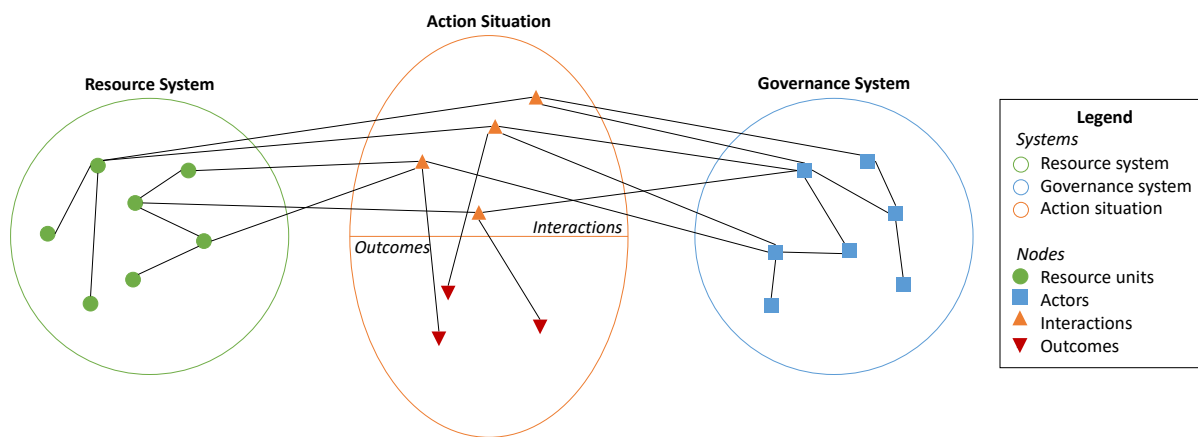 Action Situation
Resource System
Governance System
Interactions
Outcomes
Legend
Systems
Resource system
Governance system
Action situation
Nodes
Resource units
Actors
Interactions
Outcomes